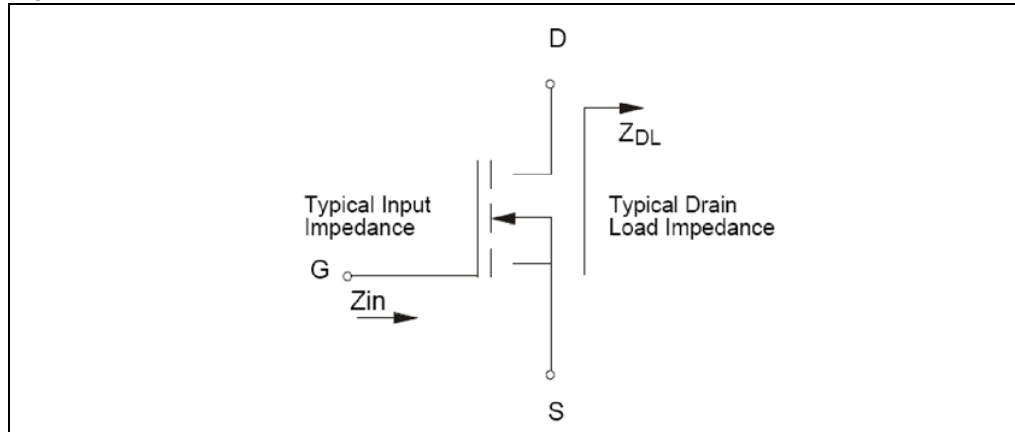 D
ZDL
Typical Input
Impedance
Typical Drain
Load Impedance
G
Zin
S